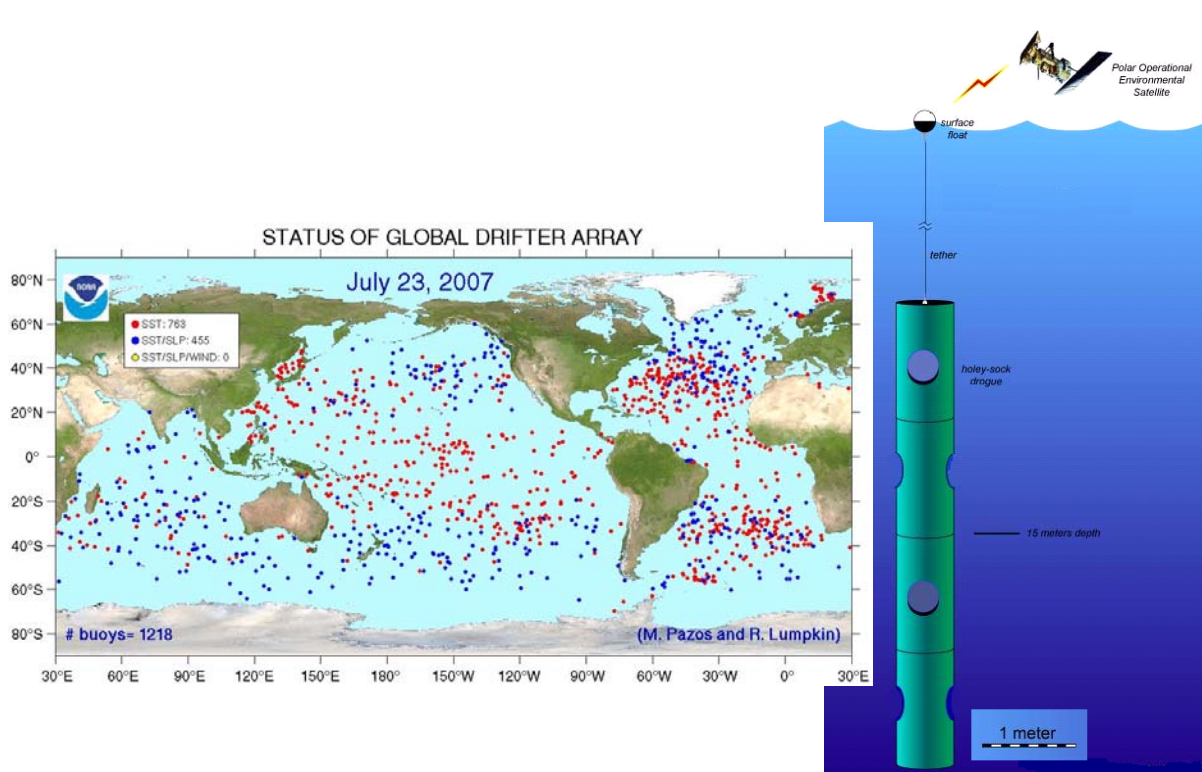 Polar Operational
Environmental
Satellite
surface
float
tether
holey-sock
drogue
15 meters depth
1 meter
STATUS OF GLOBAL DRIFTER ARRAY
July 23, 2007
NOAA
SST: 763
SST/SLP: 455
SST/SLP/WIND: 0
80°N
60°N
40°N
20°N
0°
20°S
40°S
60°S
80°S
# buoys= 1218
(M. Pazos and R. Lumpkin)
30°E 60°E 90°E 120°E 150°E 180° 150°W 120°W 90°W 60°W 30°W 0° 30°E